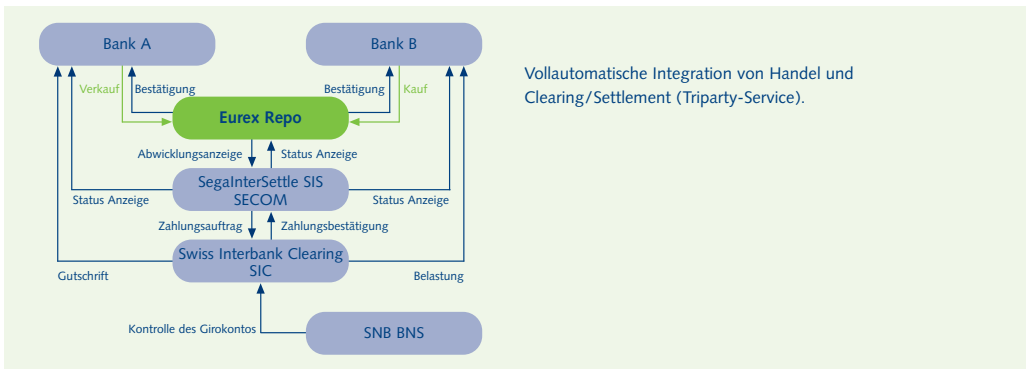 Bank A
Bank B
Verkauf
Bestätigung
Bestätigung
Kauf
Eurex Repo
Abwicklungsanzeige
Status Anzeige
SegaInterSettle SIS
SECOM
Status Anzeige
Status Anzeige
Zahlungsauftrag
Zahlungsbestätigung
Swiss Interbank Clearing
SIC
Gutschrift
Belastung
Kontrolle des Girokontos
SNB BNS
Vollautomatische Integration von Handel und
Clearing/Settlement (Triparty-Service).